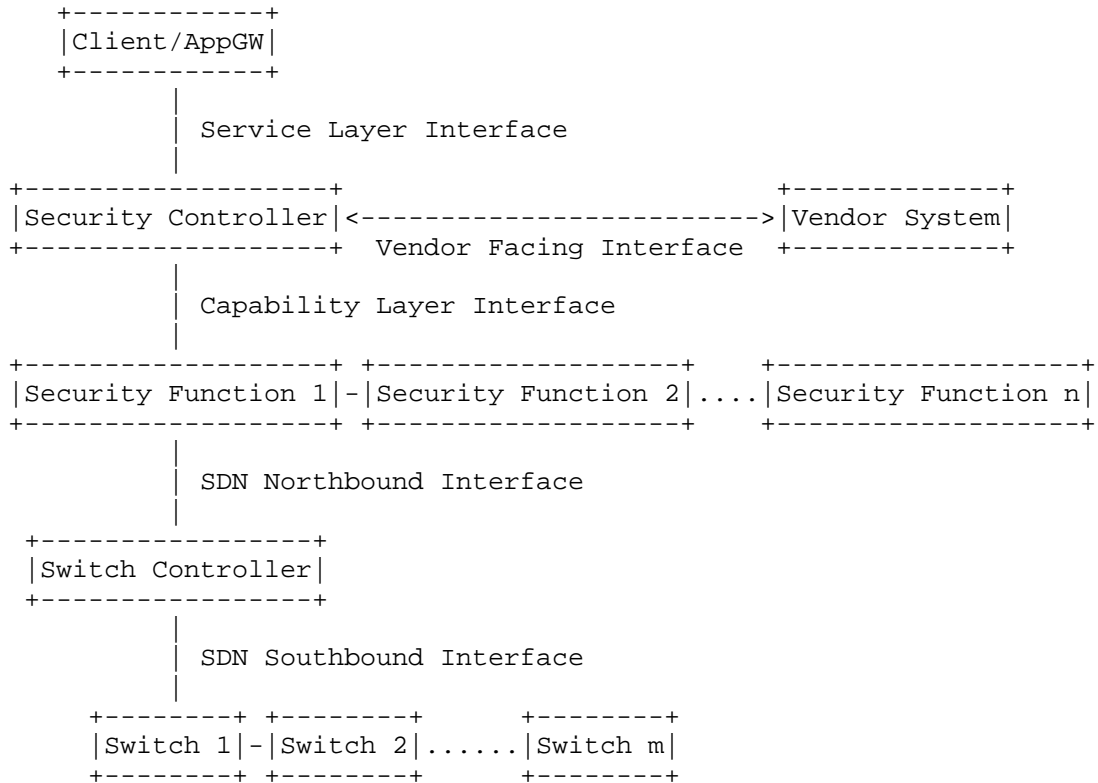 Client/AppGW
Service Layer Interface
Security Controller <-------------------------> Vendor System
Vendor Facing Interface
Capability Layer Interface
Security Function 1|-|Security Function 2|....|Security Function n
SDN Northbound Interface
Switch Controller
SDN Southbound Interface
Switch 1|-|Switch 2|......|Switch m